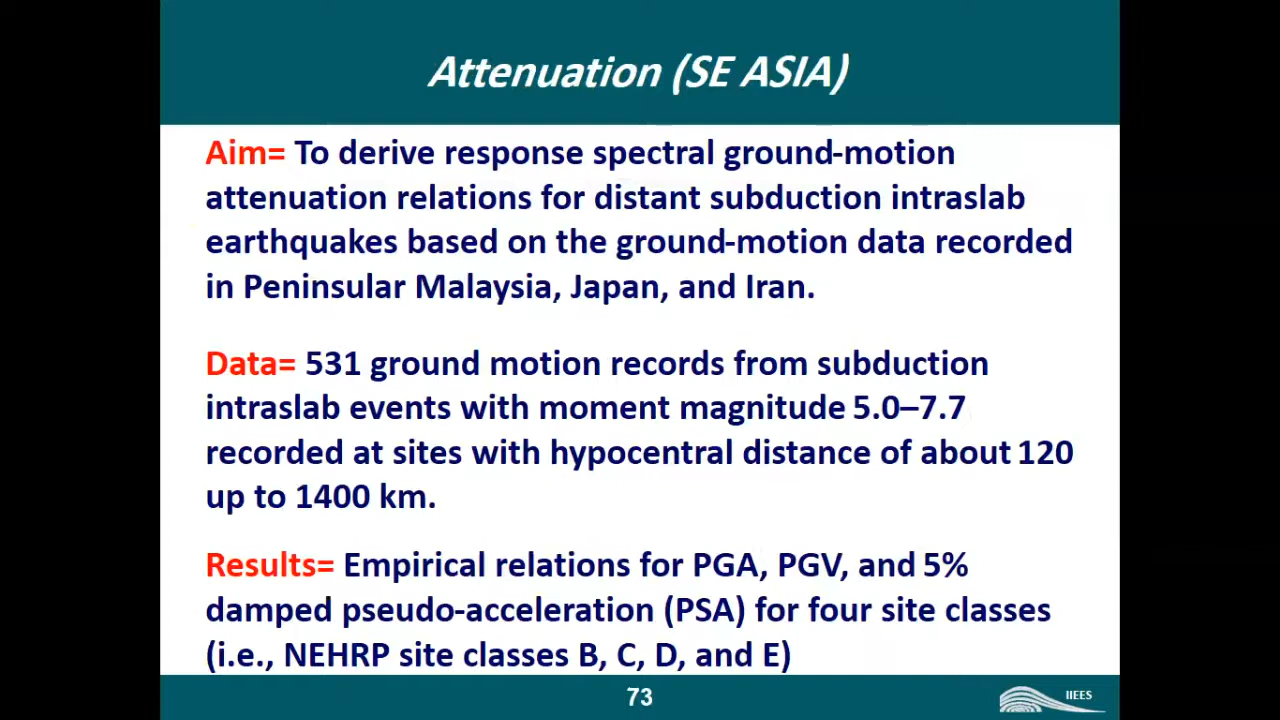 Attenuation (SE ASIA)
Aim= To derive response spectral ground-motion
attenuation relations for distant subduction intraslab
earthquakes based on the ground-motion data recorded
in Peninsular Malaysia, Japan, and Iran.
Data= 531 ground motion records from subduction
intraslab events with moment magnitude 5.0–7.7
recorded at sites with hypocentral distance of about 120
up to 1400 km.
Results= Empirical relations for PGA, PGV, and 5%
damped pseudo-acceleration (PSA) for four site classes
(i.e., NEHRP site classes B, C, D, and E)
73
IIEES